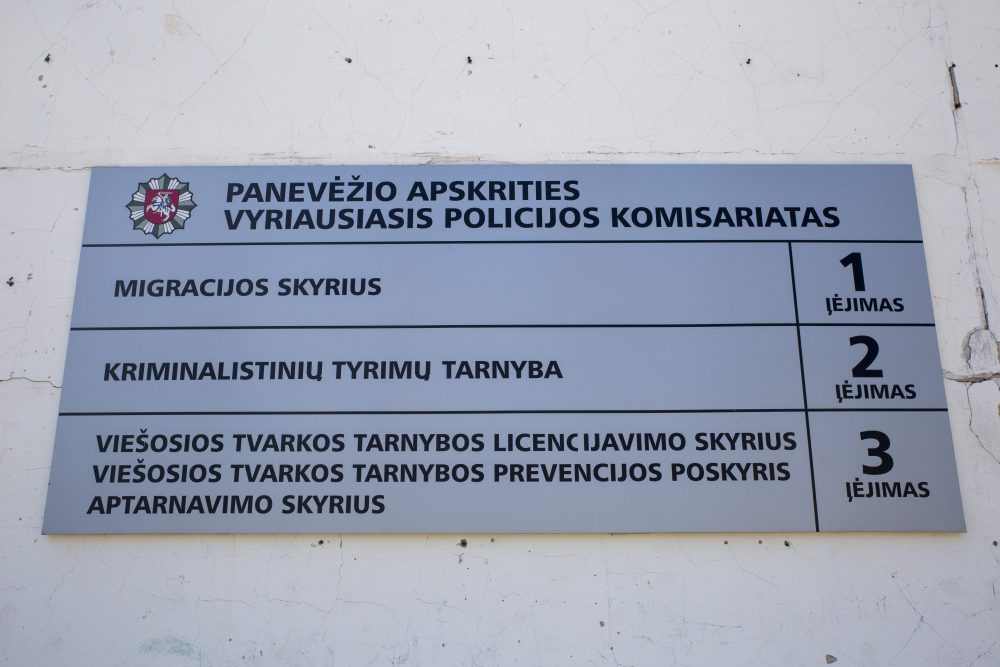 PANEVĖŽIO APSKRITIES
VYRIAUSIASIS POLICIJOS KOMISARIATAS
MIGRACIJOS SKYRIUS
1
ĮĖJIMAS
KRIMINALISTINIŲ TYRIMŲ TARNYBA
2
ĮĖJIMAS
VIEŠOSIOS TVARKOS TARNYBOS LICENCIJAVIMO SKYRIUS
VIEŠOSIOS TVARKOS TARNYBOS PREVENCIJOS POSKYRIS
APTARNAVIMO SKYRIUS
3
ĮĖJIMAS